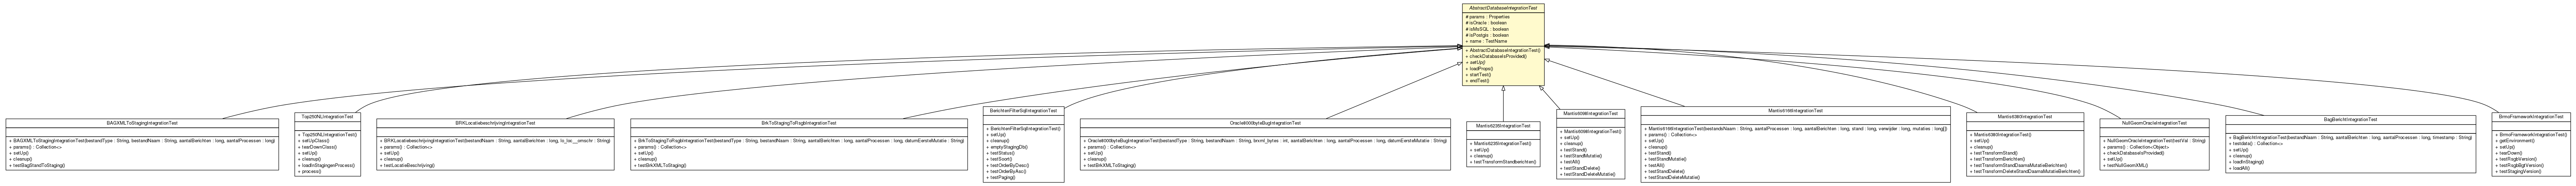 AbstractDatabaseIntegrationTest
# params : Properties
# isOracle : boolean
# isMsSQL : boolean
# isPostgis : boolean
+ name : TestName
+ AbstractDatabaseIntegrationTest()
+ checkDatabaseIsProvided()
+ setUp()
+ loadProps()
+ startTest()
+ endTest()
BAGXMLToStagingIntegrationTest
+ BAGXMLToStagingIntegrationTest(bestandType : String, bestandNaam : String, aantalBerichten : long, aantalProcessen : long)
+ params() : Collection<>
+ setUp()
+ cleanup()
+ testBagStandToStaging()
Top250NLIntegrationTest
+ Top250NLIntegrationTest()
+ setUpClass()
+ tearDownClass()
+ setUp()
+ cleanup()
+ loadInStagingenProcess()
+ process()
BRKLocatiebeschrijvingIntegrationTest
+ BRKLocatiebeschrijvingIntegrationTest(bestandNaam : String, aantalBerichten : long, lo_loc__omschr : String)
+ params() : Collection<>
+ setUp()
+ cleanup()
+ testLocatieBeschrijving()
BrkToStagingToRsgbIntegrationTest
+ BrkToStagingToRsgbIntegrationTest(bestandType : String, bestandNaam : String, aantalBerichten : long, aantalProcessen : long, datumEersteMutatie : String)
+ params() : Collection<>
+ setUp()
+ cleanup()
+ testBrkXMLToStaging()
BerichtenFilterSqlIntegrationTest
+ BerichtenFilterSqlIntegrationTest()
+ setUp()
+ cleanup()
+ emptyStagingDb()
+ testStatus()
+ testSoort()
+ testOrderByDesc()
+ testOrderByAsc()
+ testPaging()
Oracle8000byteBugIntegrationTest
+ Oracle8000byteBugIntegrationTest(bestandType : String, bestandNaam : String, brxml_bytes : int, aantalBerichten : long, aantalProcessen : long, datumEersteMutatie : String)
+ params() : Collection<>
+ setUp()
+ cleanup()
+ testBrkXMLToStaging()
Mantis6235IntegrationTest
+ Mantis6235IntegrationTest()
+ setUp()
+ cleanup()
+ testTransformStandberichten()
Mantis6098IntegrationTest
+ Mantis6098IntegrationTest()
+ setUp()
+ cleanup()
+ testStand()
+ testStandMutatie()
+ testAll()
+ testStandDelete()
+ testStandDeleteMutatie()
Mantis6166IntegrationTest
+ Mantis6166IntegrationTest(bestandsNaam : String, aantalProcessen : long, aantalBerichten : long, stand : long, verwijder : long, mutaties : long[])
+ params() : Collection<>
+ setUp()
+ cleanup()
+ testStand()
+ testStandMutatie()
+ testAll()
+ testStandDelete()
+ testStandDeleteMutatie()
Mantis6380IntegrationTest
+ Mantis6380IntegrationTest()
+ setUp()
+ cleanup()
+ testTransformStand()
+ testTransformBerichten()
+ testTransformStandDaarnaMutatieBerichten()
+ testTransformDeleteStandDaarnaMutatieBerichten()
NullGeomOracleIntegrationTest
+ NullGeomOracleIntegrationTest(testVal : String)
+ params() : Collection<Object>
+ checkDatabaseIsProvided()
+ setUp()
+ testNullGeomXML()
BagBerichtIntegrationTest
+ BagBerichtIntegrationTest(bestandNaam : String, aantalBerichten : long, aantalProcessen : long, timestamp : String)
+ testdata() : Collection<>
+ setUp()
+ cleanup()
+ loadInStaging()
+ loadAll()
BrmoFrameworkIntegrationTest
+ BrmoFrameworkIntegrationTest()
+ getEnvironment()
+ setUp()
+ tearDown()
+ testRsgbVersion()
+ testRsgbBgtVersion()
+ testStagingVersion()